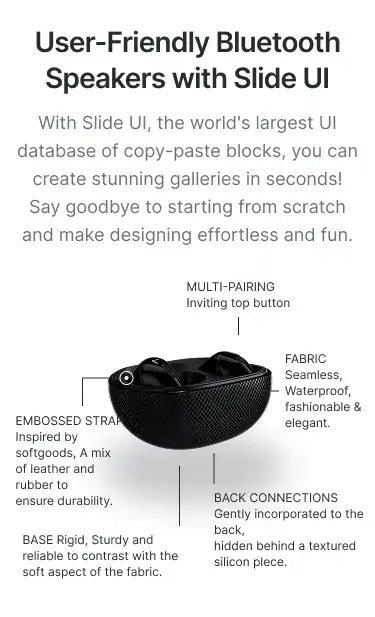 User-Friendly Bluetooth
Speakers with Slide UI
With Slide UI, the world's largest UI
database of copy-paste blocks, you can
create stunning galleries in seconds!
Say goodbye to starting from scratch
and make designing effortless and fun.
MULTI-PAIRING
Inviting top button
FABRIC
Seamless,
Waterproof,
fashionable &
elegant.
EMBOSSED STRAP
Inspired by
softgoods, A mix
of leather and
rubber to
ensure durability.
BACK CONNECTIONS
Gently incorporated to the
back,
hidden behind a textured
silicon plece.
BASE Rigid, Sturdy and
reliable to contrast with the
soft aspect of the fabric.